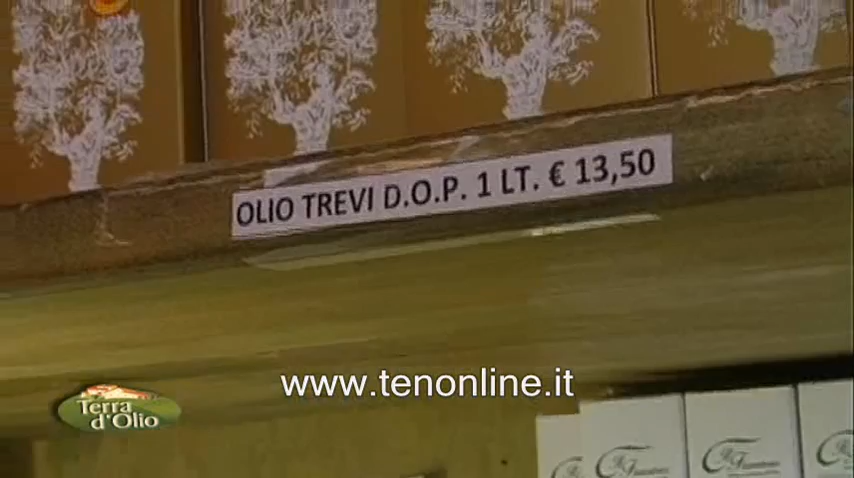 OLIO TREVI D.O.P. 1 LT. € 13,50
www.tenonline.it
Terra
d'Olio